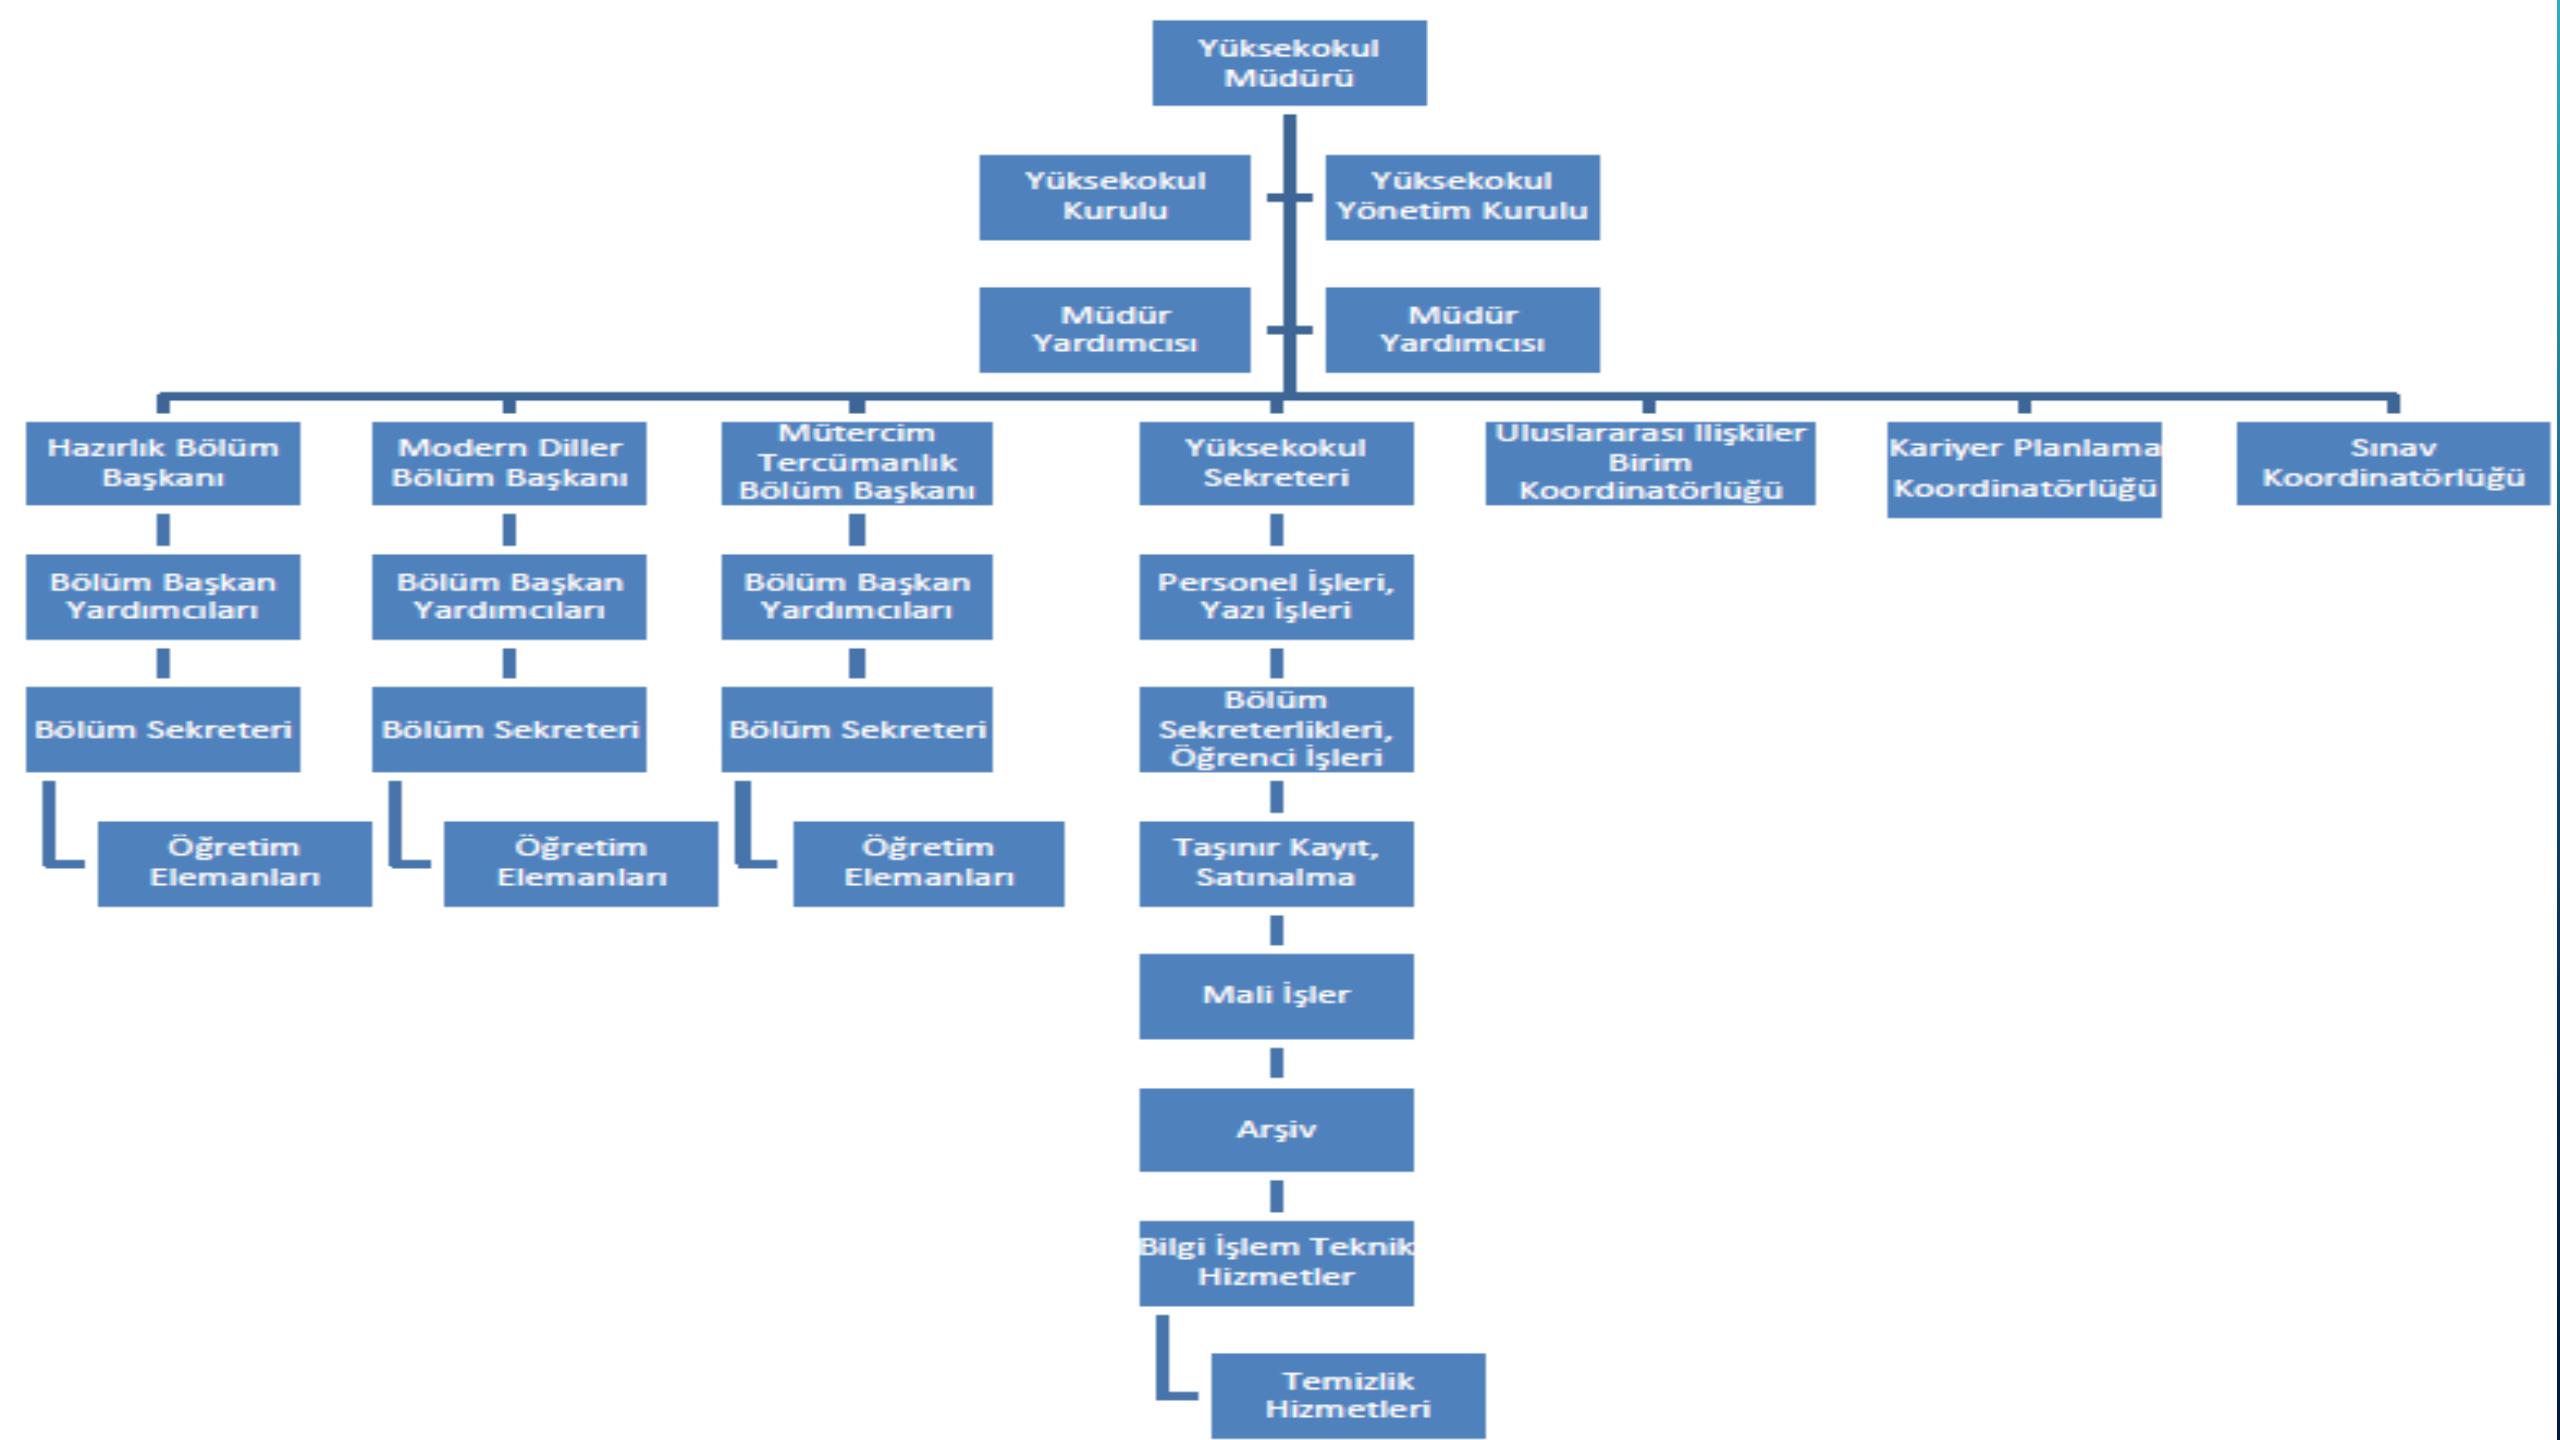 Yüksekokul
Müdürü
Yüksekokul
Kurulu
Yüksekokul
Yönetim Kurulu
Müdür
Yardımcısı
Müdür
Yardımcısı
Hazırlık Bölüm
Başkanı
Modern Diller
Bölüm Başkanı
Mütercim
Tercümanlık
Bölüm Başkanı
Yüksekokul
Sekreteri
Uluslararası İlişkiler
Birim
Koordinatörlüğü
Kariyer Planlama
Koordinatörlüğü
Sınav
Koordinatörlüğü
Bölüm Başkan
Yardımcıları
Bölüm Başkan
Yardımcıları
Bölüm Başkan
Yardımcıları
Personel İşleri,
Yazı İşleri
Bölüm Sekreteri
Bölüm Sekreteri
Bölüm Sekreteri
Bölüm
Sekreterlikleri,
Öğrenci İşleri
Öğretim
Elemanları
Öğretim
Elemanları
Öğretim
Elemanları
Taşınır Kayıt,
Satınalma
Mali İşler
Arşiv
Bilgi İşlem Teknik
Hizmetler
Temizlik
Hizmetleri